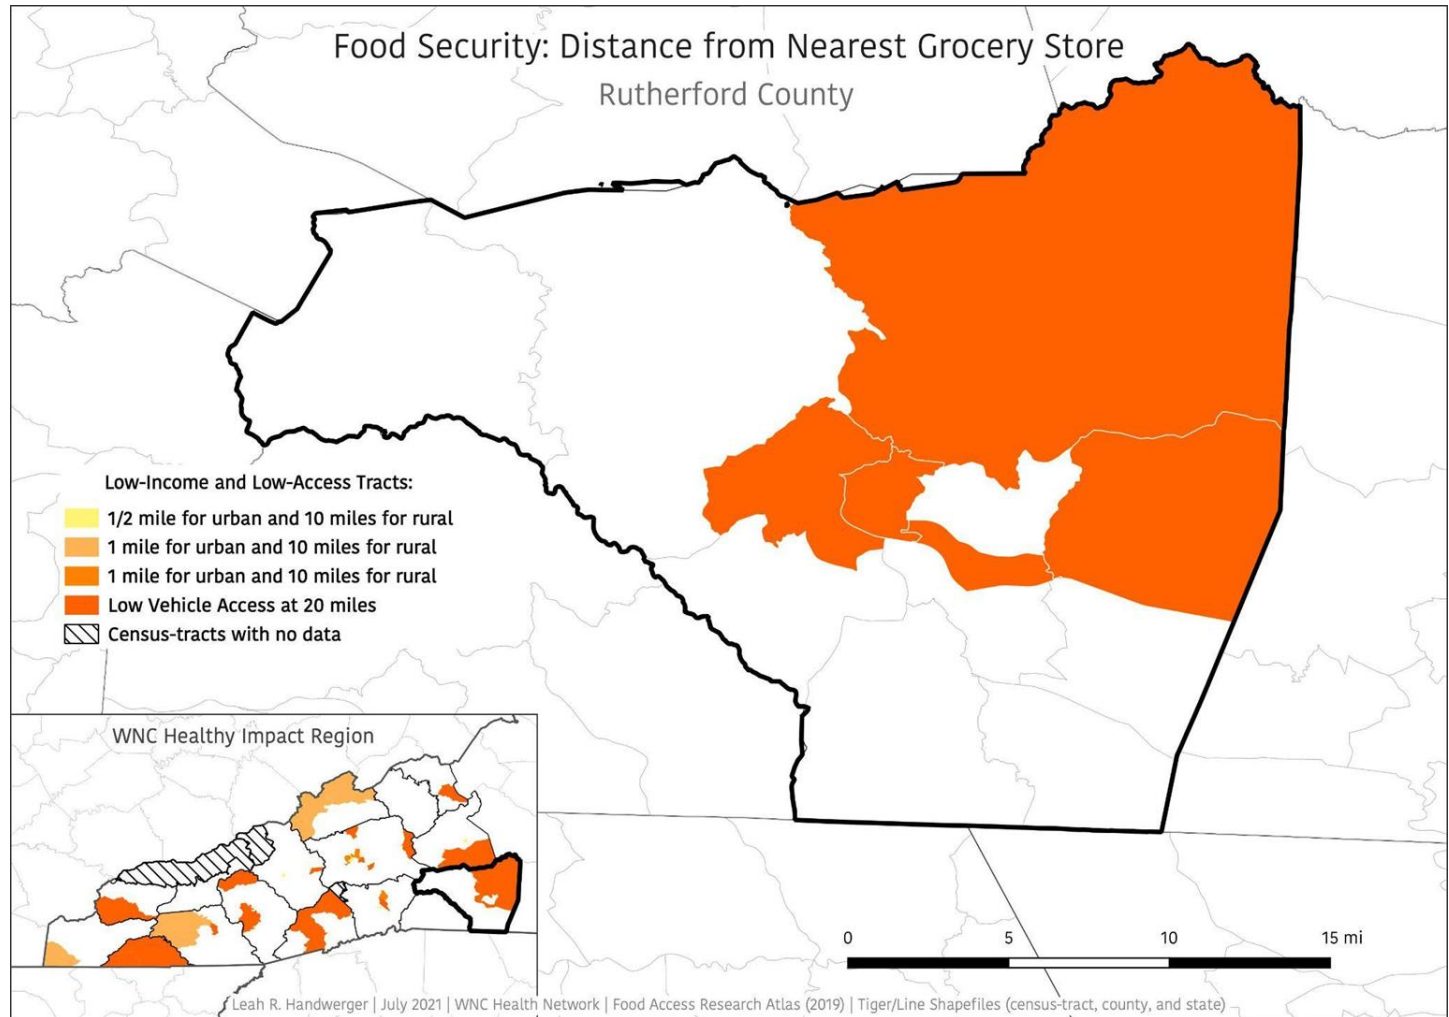 Food Security: Distance from Nearest Grocery Store
Rutherford County
Low-Income and Low-Access Tracts:
1/2 mile for urban and 10 miles for rural
1 mile for urban and 10 miles for rural
1 mile for urban and 10 miles for rural
Low Vehicle Access at 20 miles
Census-tracts with no data
WNC Healthy Impact Region
0 5 10 15 mi
Leah R. Handwerger | July 2021 | WNC Health Network | Food Access Research Atlas (2019) | Tiger/Line Shapefiles (census-tract, county, and state)